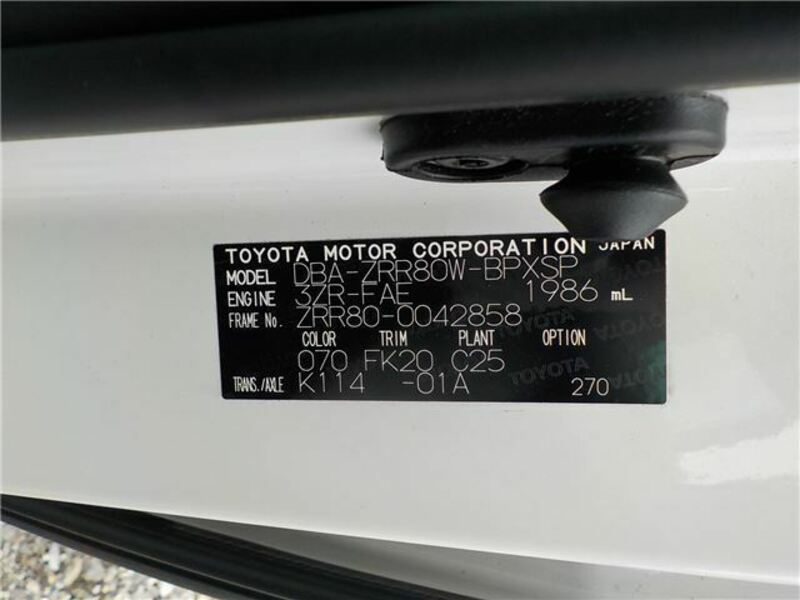 TOYOTA MOTOR CORPORATION JAPAN
MODEL DBA-ZRR80W-BPXSP
ENGINE 3ZR-FAE 1986 mL
FRAME No. ZRR80-0042858
COLOR TRIM PLANT OPTION
070 FK20 C25
TRANS./AXLE K114 -01A 270
TOYOTA